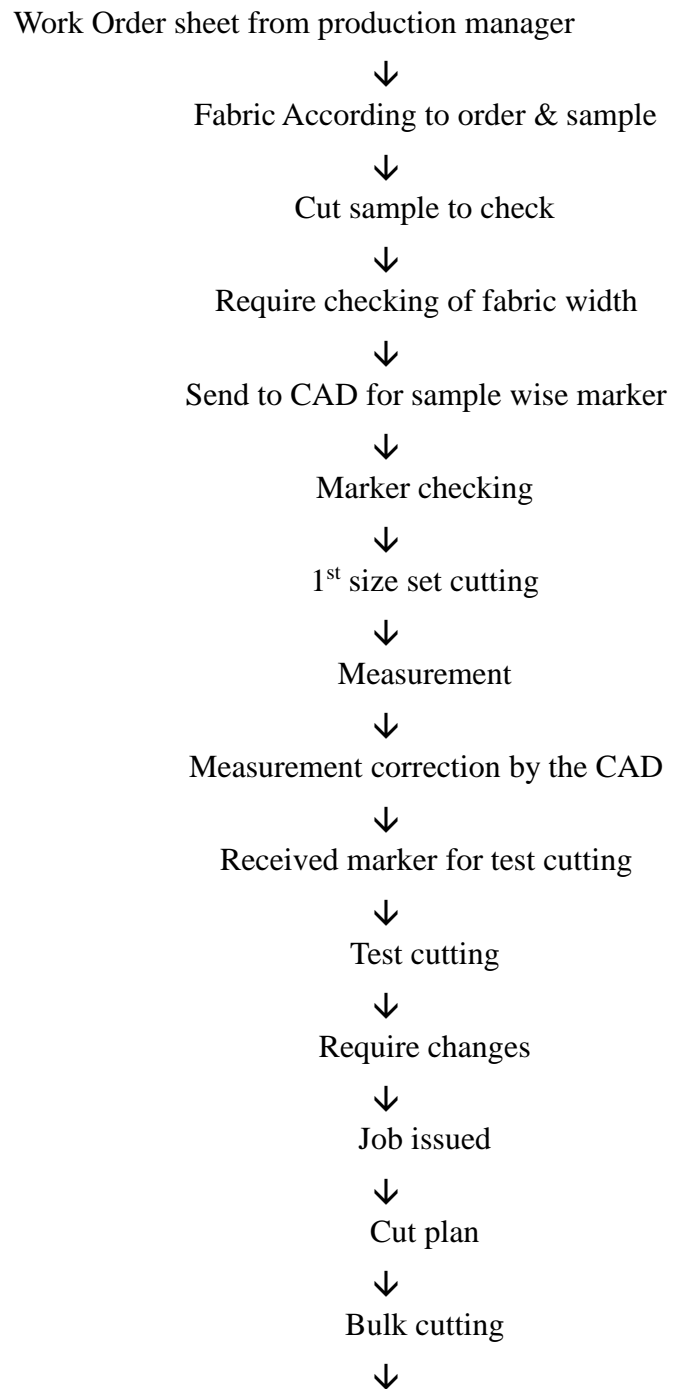 Work Order sheet from production manager
↓
Fabric According to order & sample
↓
Cut sample to check
↓
Require checking of fabric width
↓
Send to CAD for sample wise marker
↓
Marker checking
↓
1st size set cutting
↓
Measurement
↓
Measurement correction by the CAD
↓
Received marker for test cutting
↓
Test cutting
↓
Require changes
↓
Job issued
↓
Cut plan
↓
Bulk cutting
↓